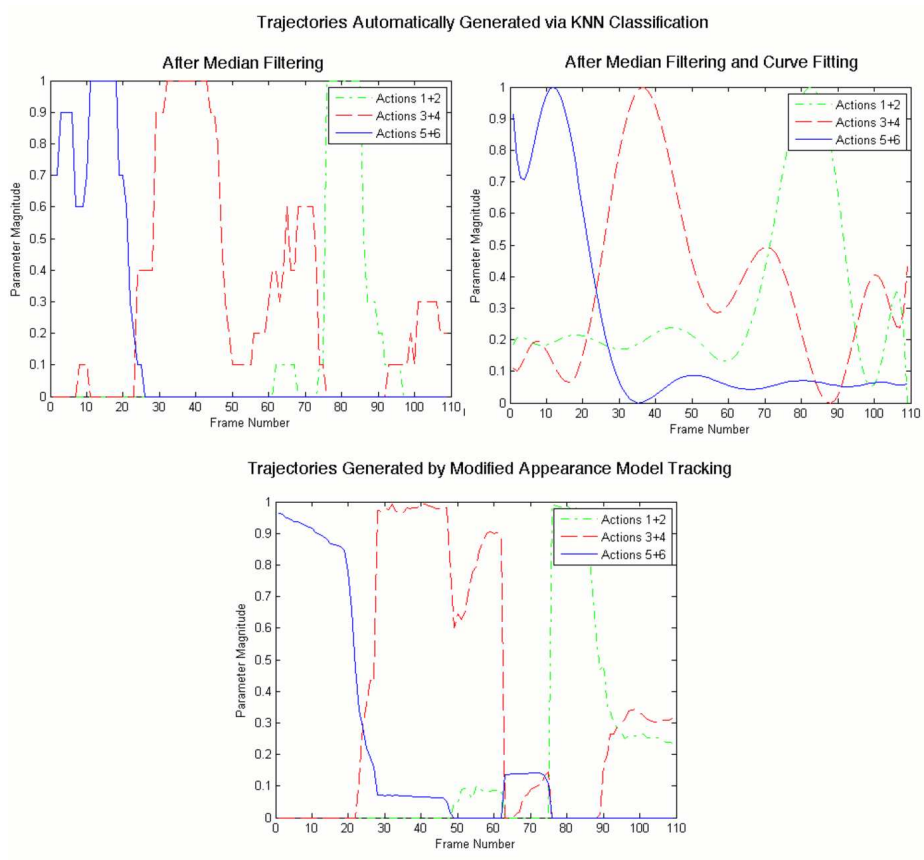 Trajectories Automatically Generated via KNN Classification
After Median Filtering
1
0.9
0.8
0.7
0.6
0.5
0.4
0.3
0.2
0.1
0
Parameter Magnitude
Actions 1+2
Actions 3+4
Actions 5+6
0 10 20 30 40 50 60 70 80 90 100 110
Frame Number
After Median Filtering and Curve Fitting
1
0.9
0.8
0.7
0.6
0.5
0.4
0.3
0.2
0.1
0
Parameter Magnitude
Actions 1+2
Actions 3+4
Actions 5+6
0 10 20 30 40 50 60 70 80 90 100 110
Frame Number
Trajectories Generated by Modified Appearance Model Tracking
1
0.9
0.8
0.7
0.6
0.5
0.4
0.3
0.2
0.1
0
Parameter Magnitude
Actions 1+2
Actions 3+4
Actions 5+6
0 10 20 30 40 50 60 70 80 90 100 110
Frame Number